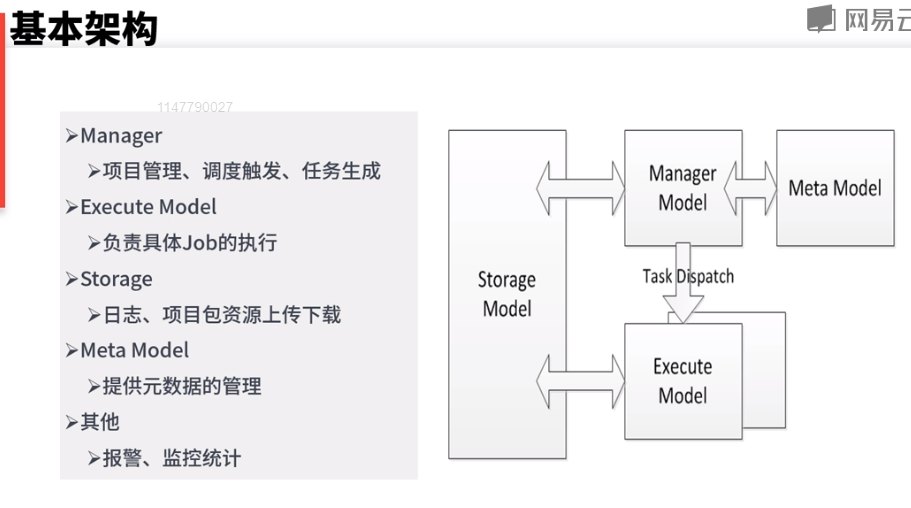 基本架构
网易云
1147790027
➢Manager
➢项目管理、调度触发、任务生成
➢Execute Model
➢负责具体Job的执行
➢Storage
➢日志、项目包资源上传下载
➢Meta Model
➢提供元数据的管理
➢其他
➢报警、监控统计
Storage
Model
Manager
Model
Meta Model
Task Dispatch
Execute
Model